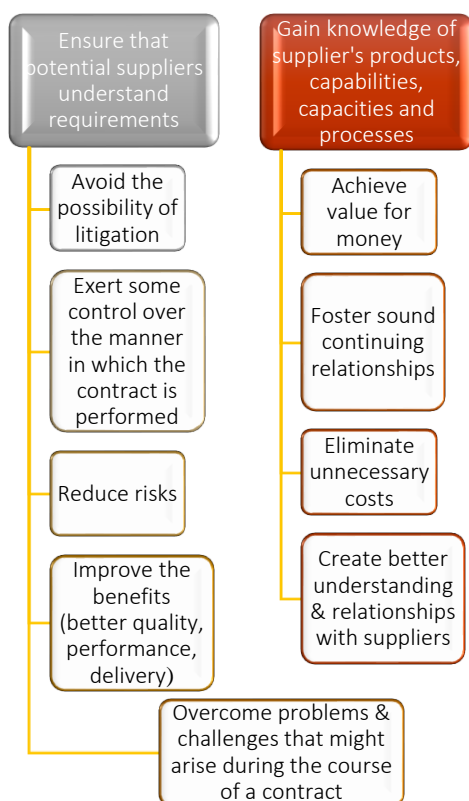 Ensure that
potential suppliers
understand
requirements
Avoid the
possibility of
litigation
Exert some
control over
the manner
in which the
contract is
performed
Reduce risks
Improve the
benefits
(better quality,
performance,
delivery)
Overcome problems &
challenges that might
arise during the course
of a contract
Gain knowledge of
supplier's products,
capabilities,
capacities and
processes
Achieve
value for
money
Foster sound
continuing
relationships
Eliminate
unnecessary
costs
Create better
understanding
& relationships
with suppliers